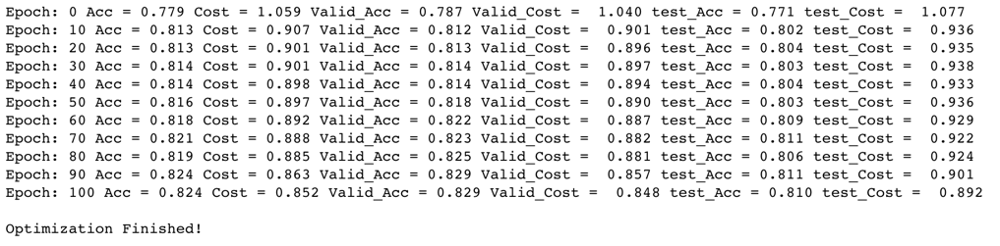 Epoch: 0 Acc = 0.779 Cost = 1.059 Valid_Acc = 0.787 Valid_Cost =  1.040 test_Acc = 0.771 test_Cost =  1.077
Epoch: 10 Acc = 0.813 Cost = 0.907 Valid_Acc = 0.812 Valid_Cost =  0.901 test_Acc = 0.802 test_Cost =  0.936
Epoch: 20 Acc = 0.813 Cost = 0.901 Valid_Acc = 0.813 Valid_Cost =  0.896 test_Acc = 0.804 test_Cost =  0.935
Epoch: 30 Acc = 0.814 Cost = 0.901 Valid_Acc = 0.814 Valid_Cost =  0.897 test_Acc = 0.803 test_Cost =  0.938
Epoch: 40 Acc = 0.814 Cost = 0.898 Valid_Acc = 0.814 Valid_Cost =  0.894 test_Acc = 0.804 test_Cost =  0.933
Epoch: 50 Acc = 0.816 Cost = 0.897 Valid_Acc = 0.818 Valid_Cost =  0.890 test_Acc = 0.803 test_Cost =  0.936
Epoch: 60 Acc = 0.818 Cost = 0.892 Valid_Acc = 0.822 Valid_Cost =  0.887 test_Acc = 0.809 test_Cost =  0.929
Epoch: 70 Acc = 0.821 Cost = 0.888 Valid_Acc = 0.823 Valid_Cost =  0.882 test_Acc = 0.811 test_Cost =  0.922
Epoch: 80 Acc = 0.819 Cost = 0.885 Valid_Acc = 0.825 Valid_Cost =  0.881 test_Acc = 0.806 test_Cost =  0.924
Epoch: 90 Acc = 0.824 Cost = 0.863 Valid_Acc = 0.829 Valid_Cost =  0.857 test_Acc = 0.811 test_Cost =  0.901
Epoch: 100 Acc = 0.824 Cost = 0.852 Valid_Acc = 0.829 Valid_Cost =  0.848 test_Acc = 0.810 test_Cost =  0.892
Optimization Finished!